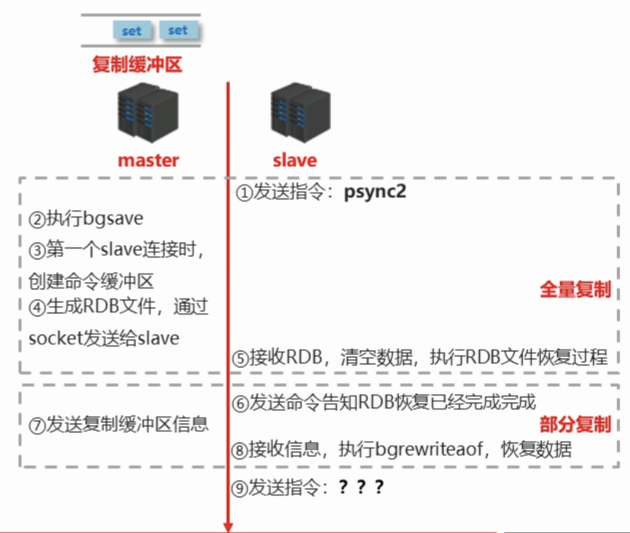 set set
复制缓冲区
master slave
①发送指令：psync2
②执行bgsave
③第一个slave连接时，
创建命令缓冲区
全量复制
④生成RDB文件，通过
socket发送给slave
⑤接收RDB，清空数据，执行RDB文件恢复过程
⑥发送命令告知RDB恢复已经完成完成
⑦发送复制缓冲区信息
部分复制
⑧接收信息，执行bgrewriteaof，恢复数据
⑨发送指令：？？？